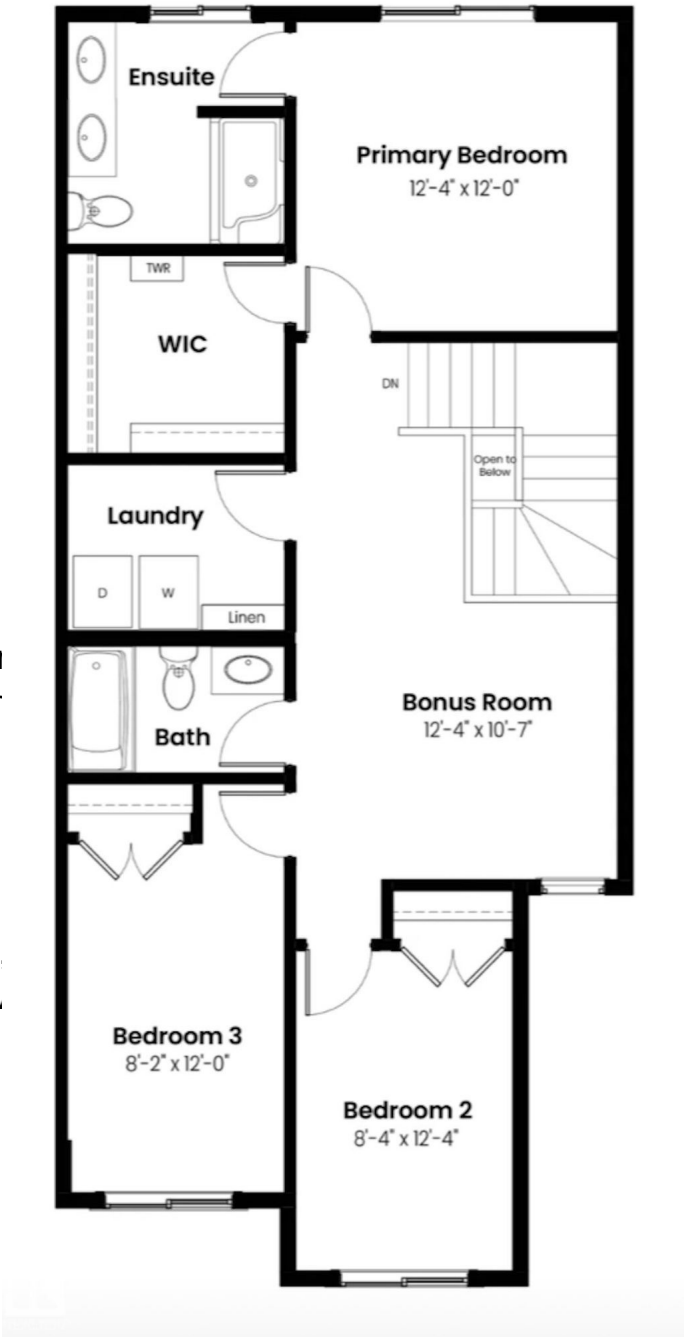 Ensuite
Primary Bedroom
12'-4" x 12'-0"
TWR
WIC
DN
Open to
Below
Laundry
D
W
Linen
Bonus Room
12'-4" x 10'-7"
Bath
Bedroom 3
8'-2" x 12'-0"
Bedroom 2
8'-4" x 12'-4"